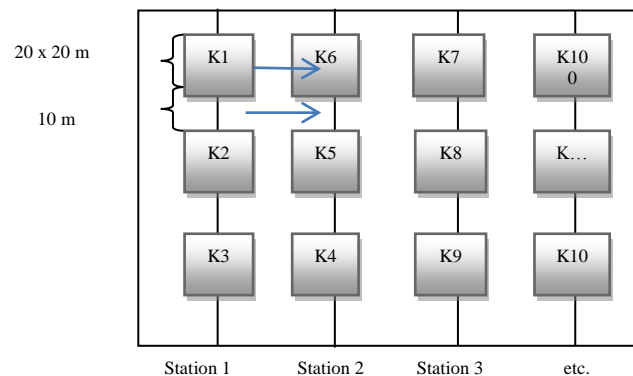 20 x 20 m
K1
K6
K7
K10
0
10 m
K2
K5
K8
K…
K3
K4
K9
K10
Station 1
Station 2
Station 3
etc.